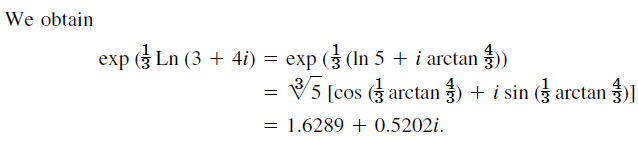 We obtain
exp (1/3 Ln (3 + 4i) = exp (1/3 (ln 5 + i arctan 4/3))
= ∛5 [cos (1/3 arctan 4/3) + i sin (1/3 arctan 4/3)]
= 1.6289 + 0.5202i.